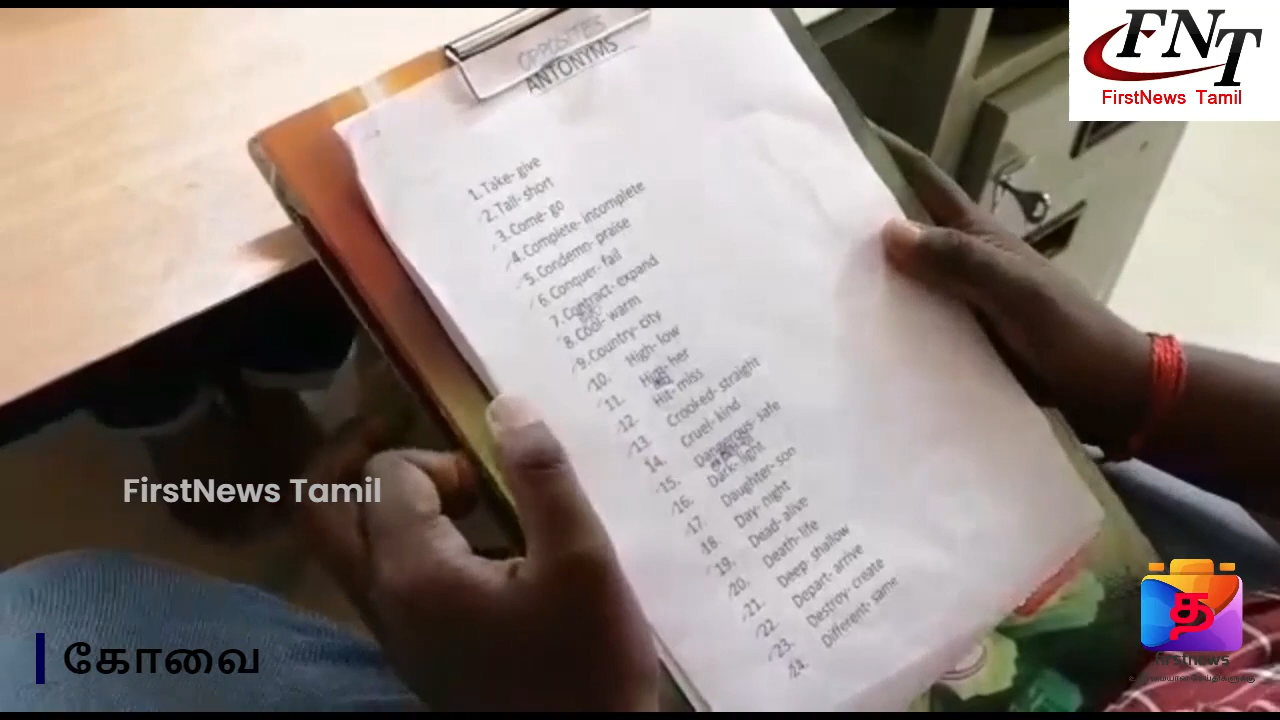 OPPOSITES
ANTONYMS
1. Take- give
2. Tall- short
3. Come- go
4. Complete- incomplete
5. Condemn- praise
6. Conquer- fail
7. Contract- expand
8. Cool- warm
9. Country- city
10. High- low
11. Him- her
12. Hit- miss
13. Crooked- straight
14. Cruel- kind
15. Dangerous- safe
16. Dark- light
17. Daughter- son
18. Day- night
19. Dead- alive
20. Death- life
21. Deep- shallow
22. Depart- arrive
23. Destroy- create
24. Different- same
FNT
FirstNews Tamil
FirstNews Tamil
கோவை
த
firstnews